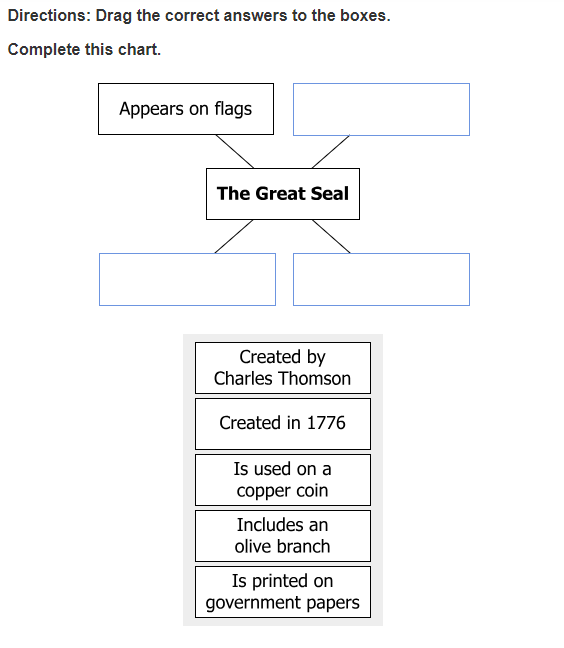 Directions: Drag the correct answers to the boxes.
Complete this chart.
Appears on flags
The Great Seal
Created by
Charles Thomson
Created in 1776
Is used on a
copper coin
Includes an
olive branch
Is printed on
government papers